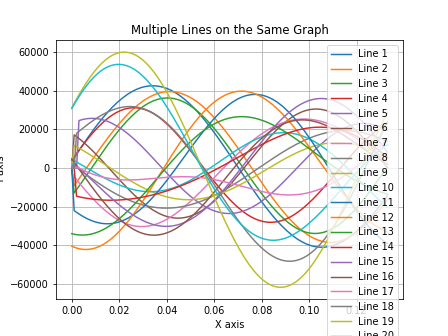 Multiple Lines on the Same Graph
60000
40000
20000
0
−20000
−40000
−60000
0.00
0.02
0.04
0.06
0.08
0.10
X axis
Line 1
Line 2
Line 3
Line 4
Line 5
Line 6
Line 7
Line 8
Line 9
Line 10
Line 11
Line 12
Line 13
Line 14
Line 15
Line 16
Line 17
Line 18
Line 19
Line 20